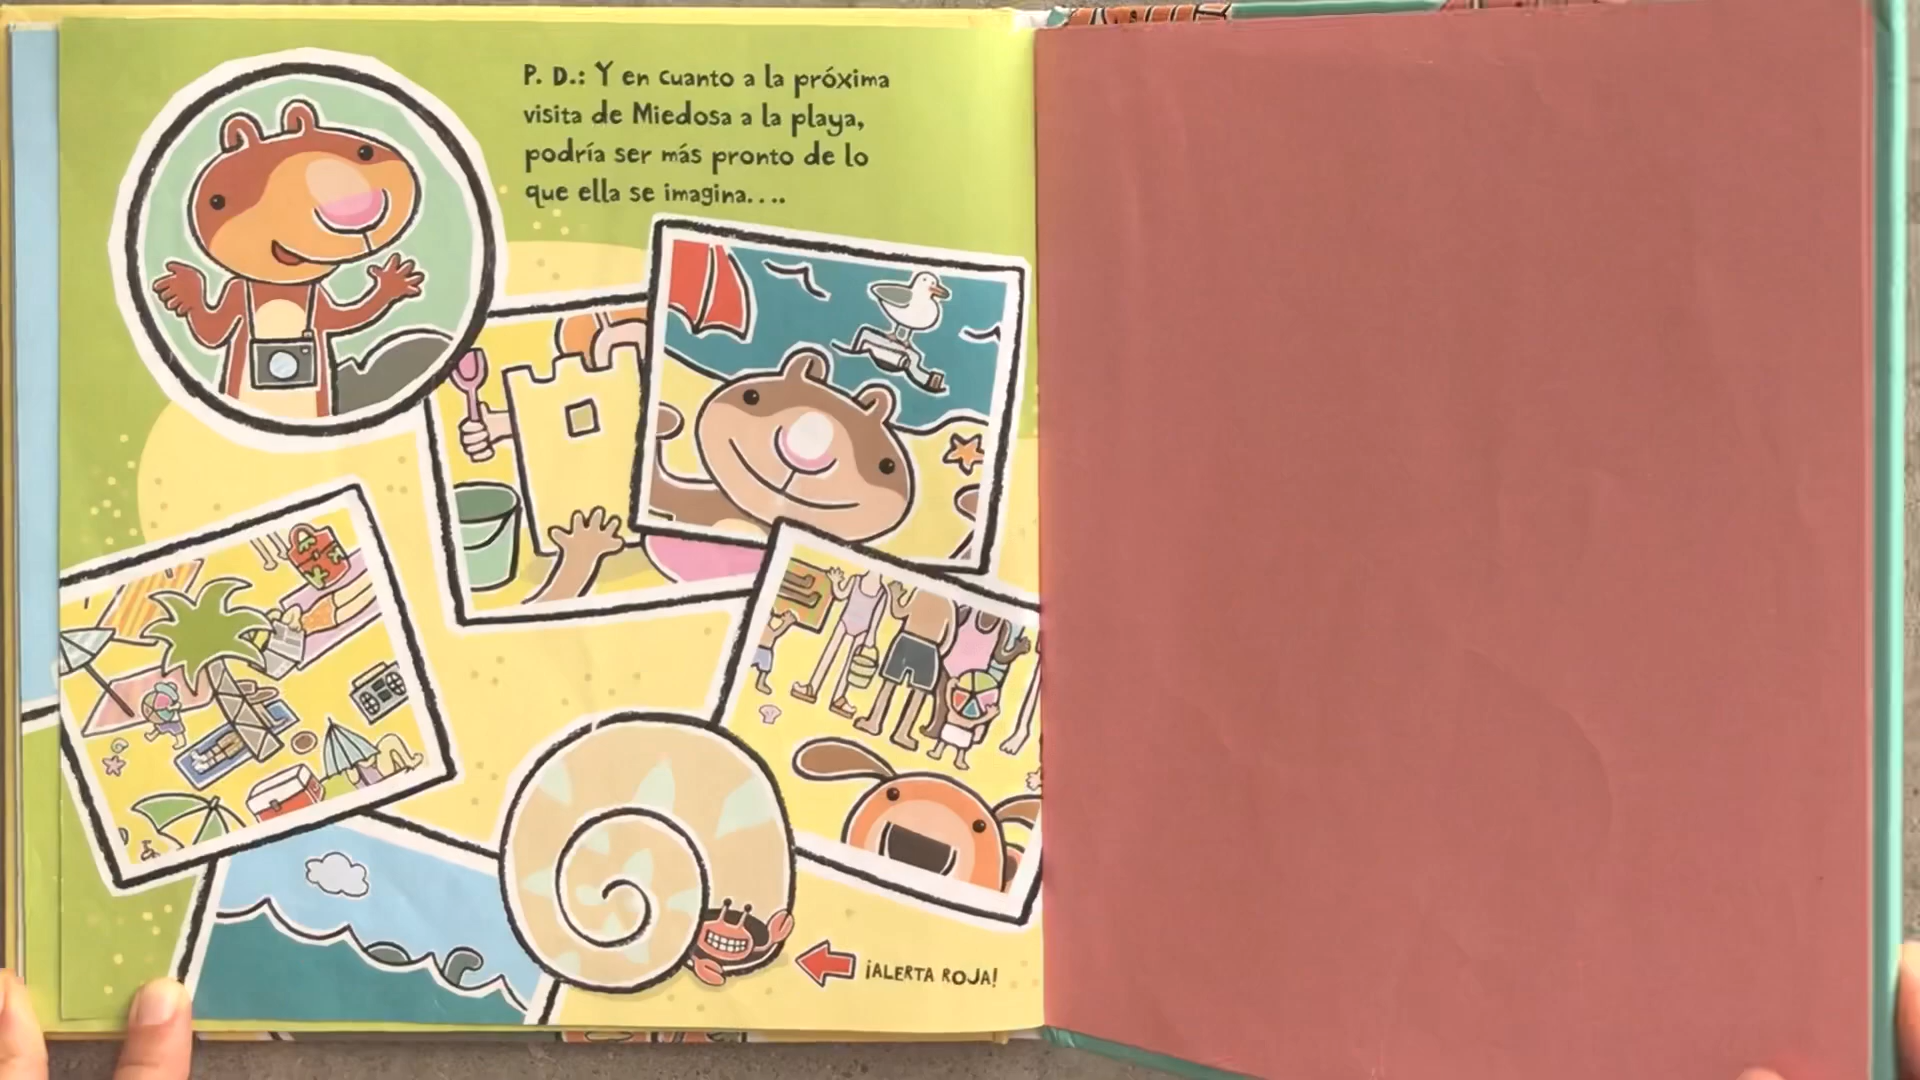 P. D.: Y en cuanto a la próxima
visita de Miedosa a la playa,
podría ser más pronto de lo
que ella se imagina....
¡ALERTA ROJA!